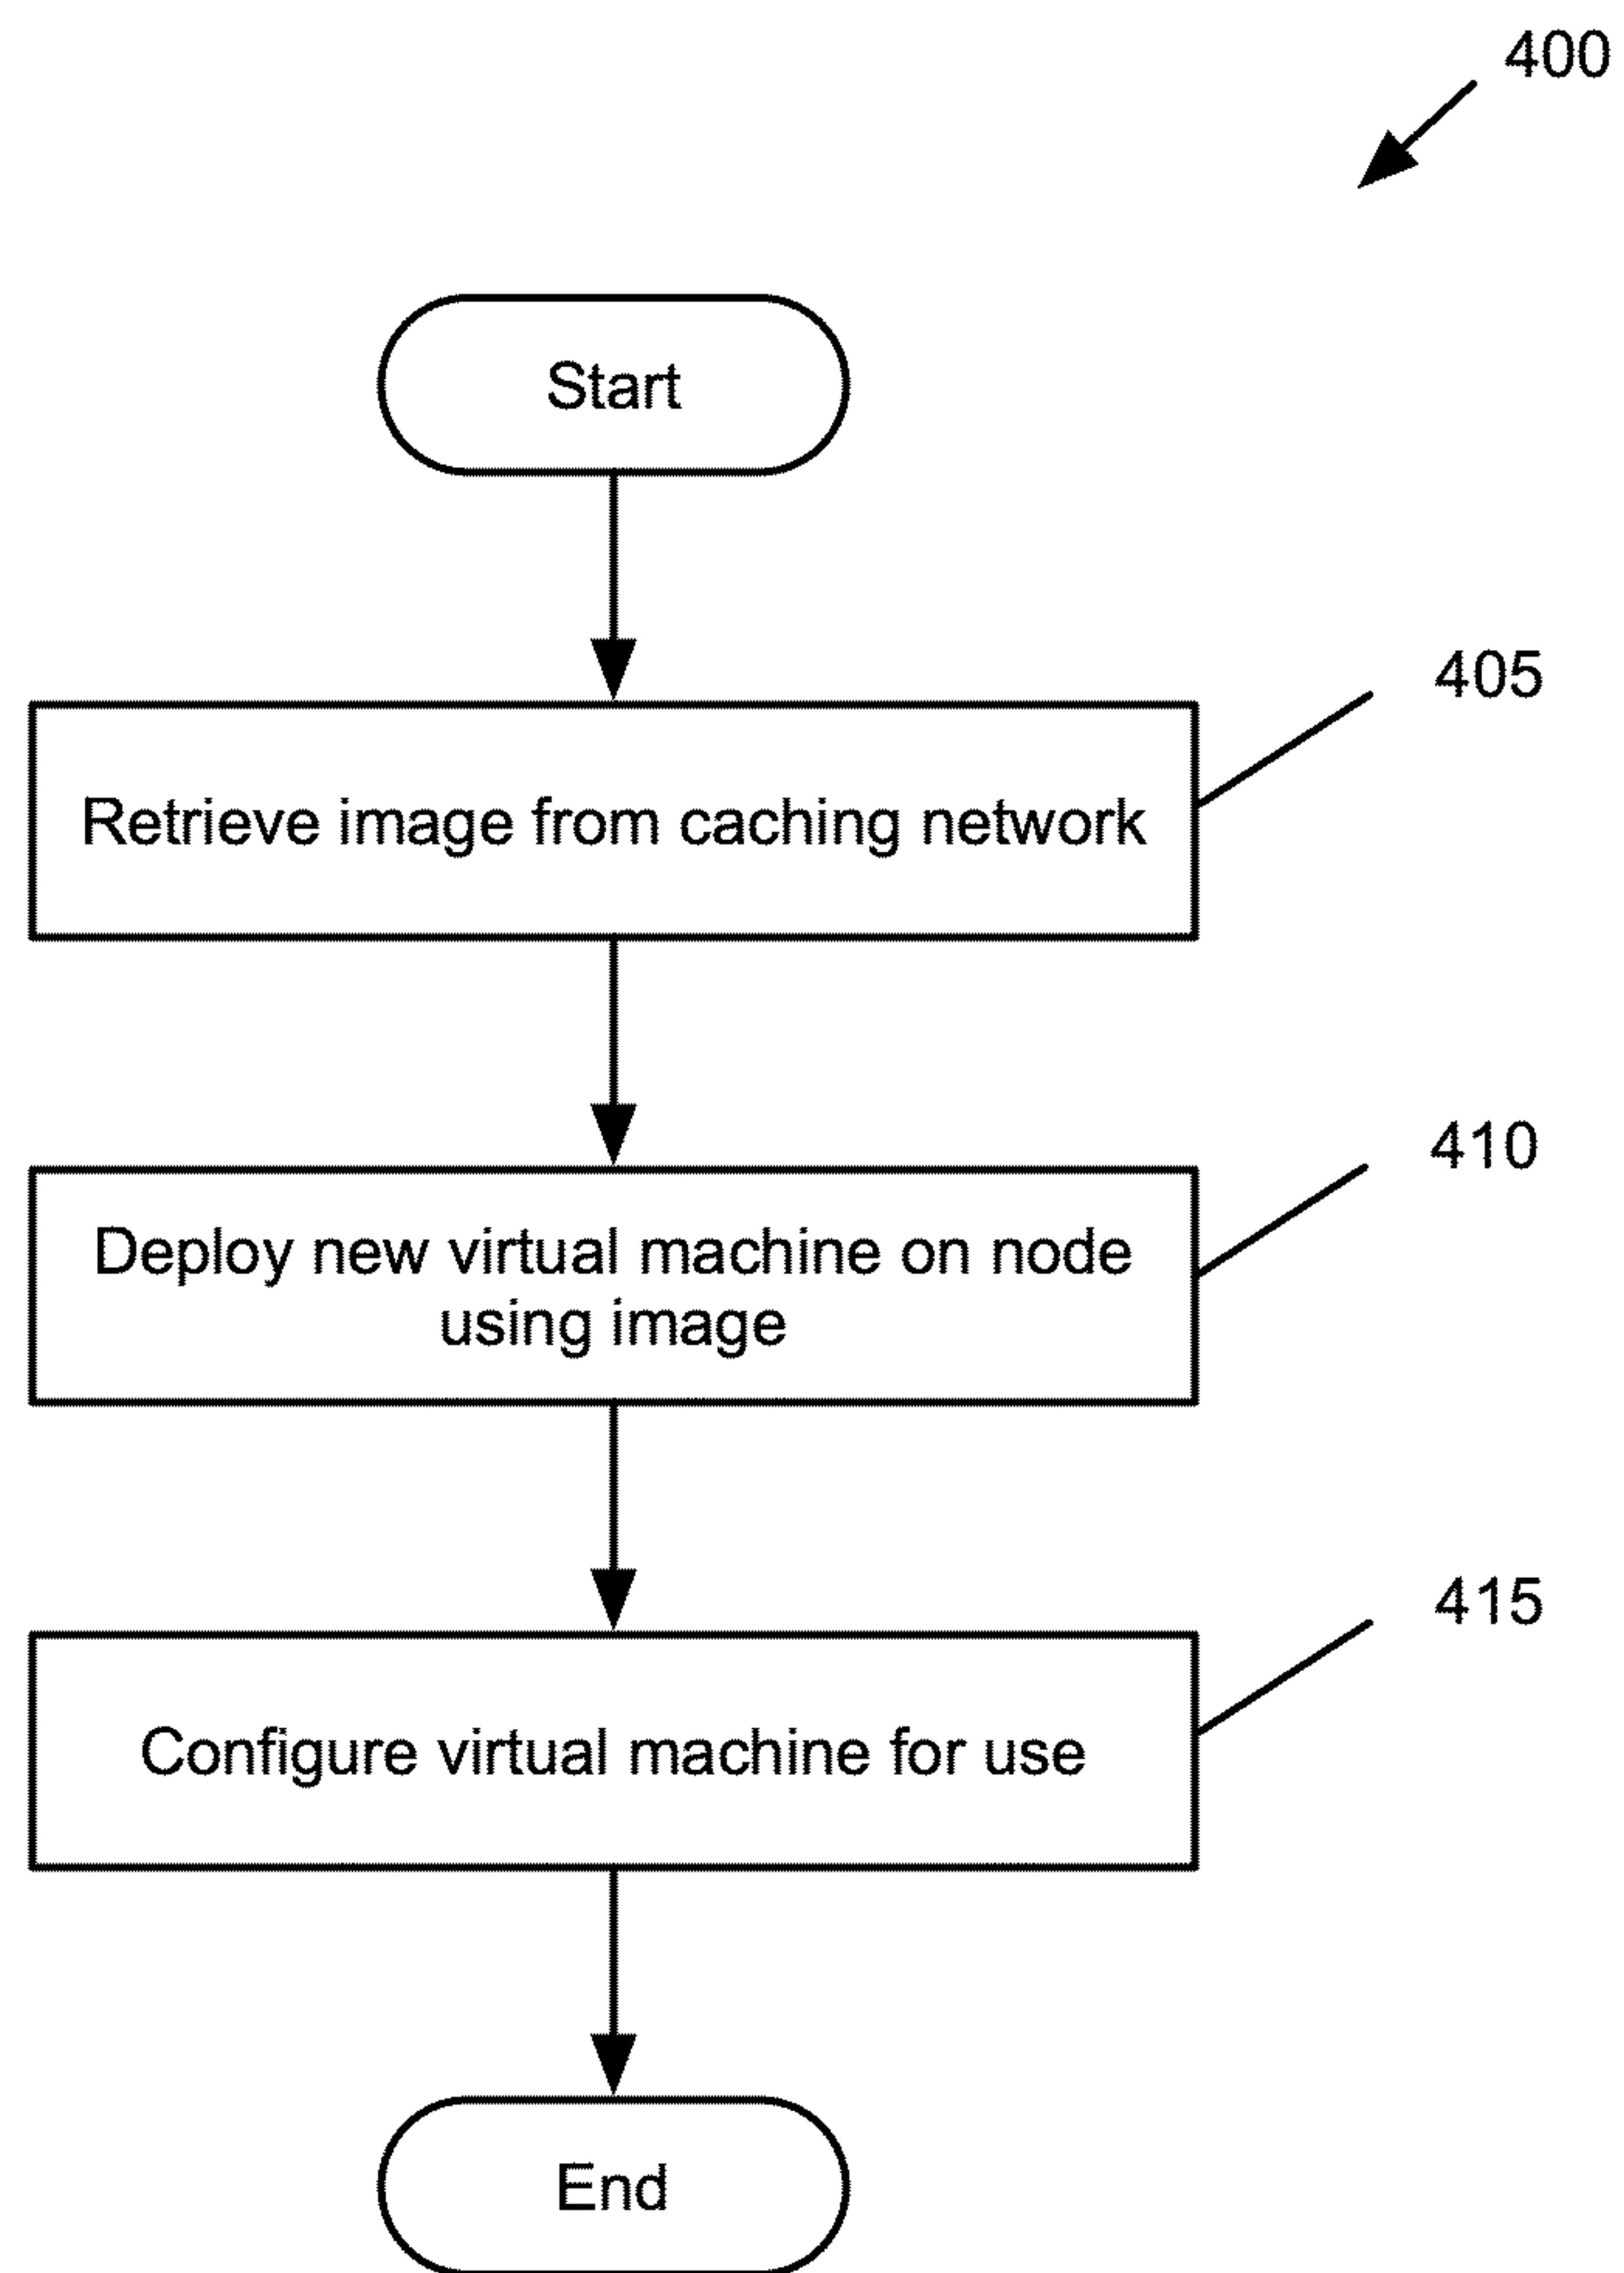 400
Start
405
Retrieve image from caching network
410
Deploy new virtual machine on node
using image
415
Configure virtual machine for use
End